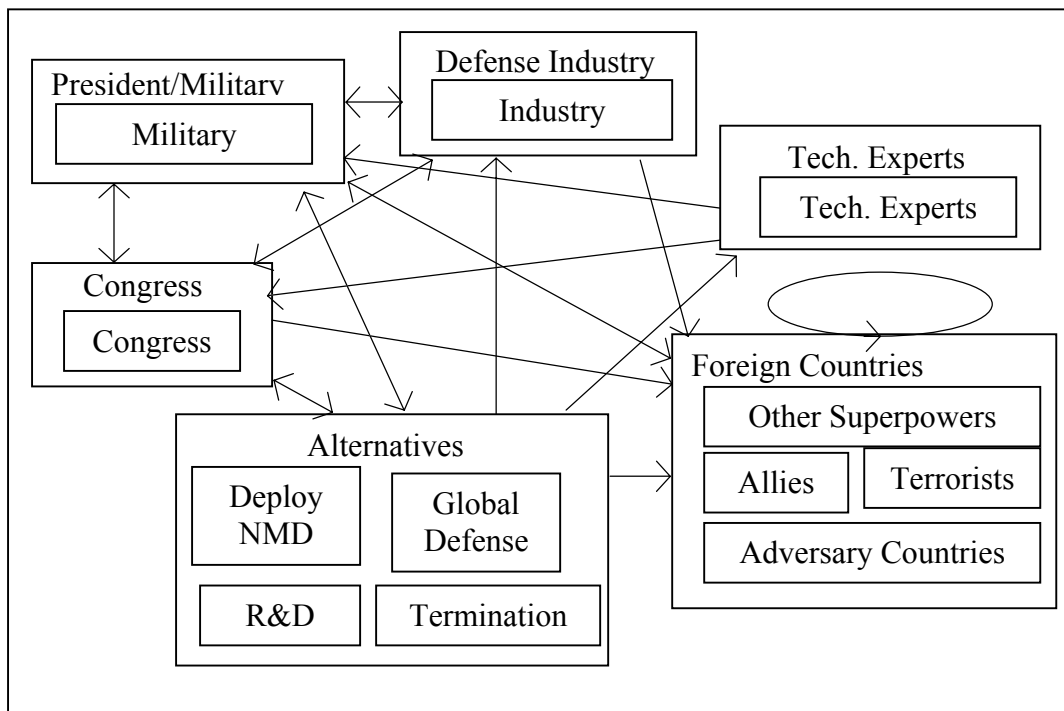 President/Military
Military
Defense Industry
Industry
Tech. Experts
Tech. Experts
Congress
Congress
Foreign Countries
Other Superpowers
Allies
Terrorists
Adversary Countries
Alternatives
Deploy
NMD
Global
Defense
R&D
Termination